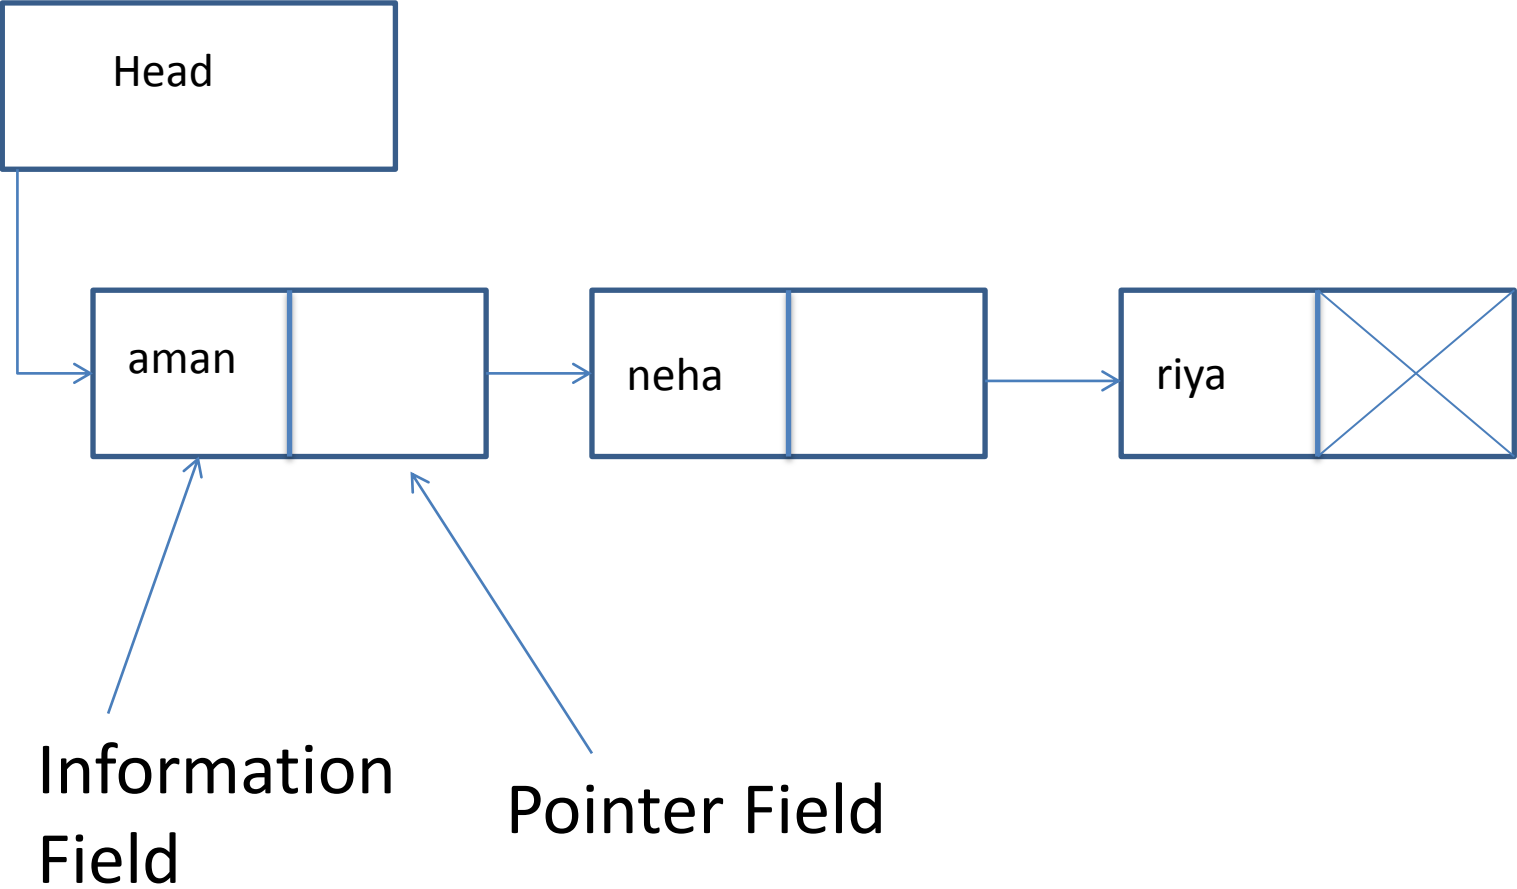 Head
aman
neha
riya
Information
Field
Pointer Field